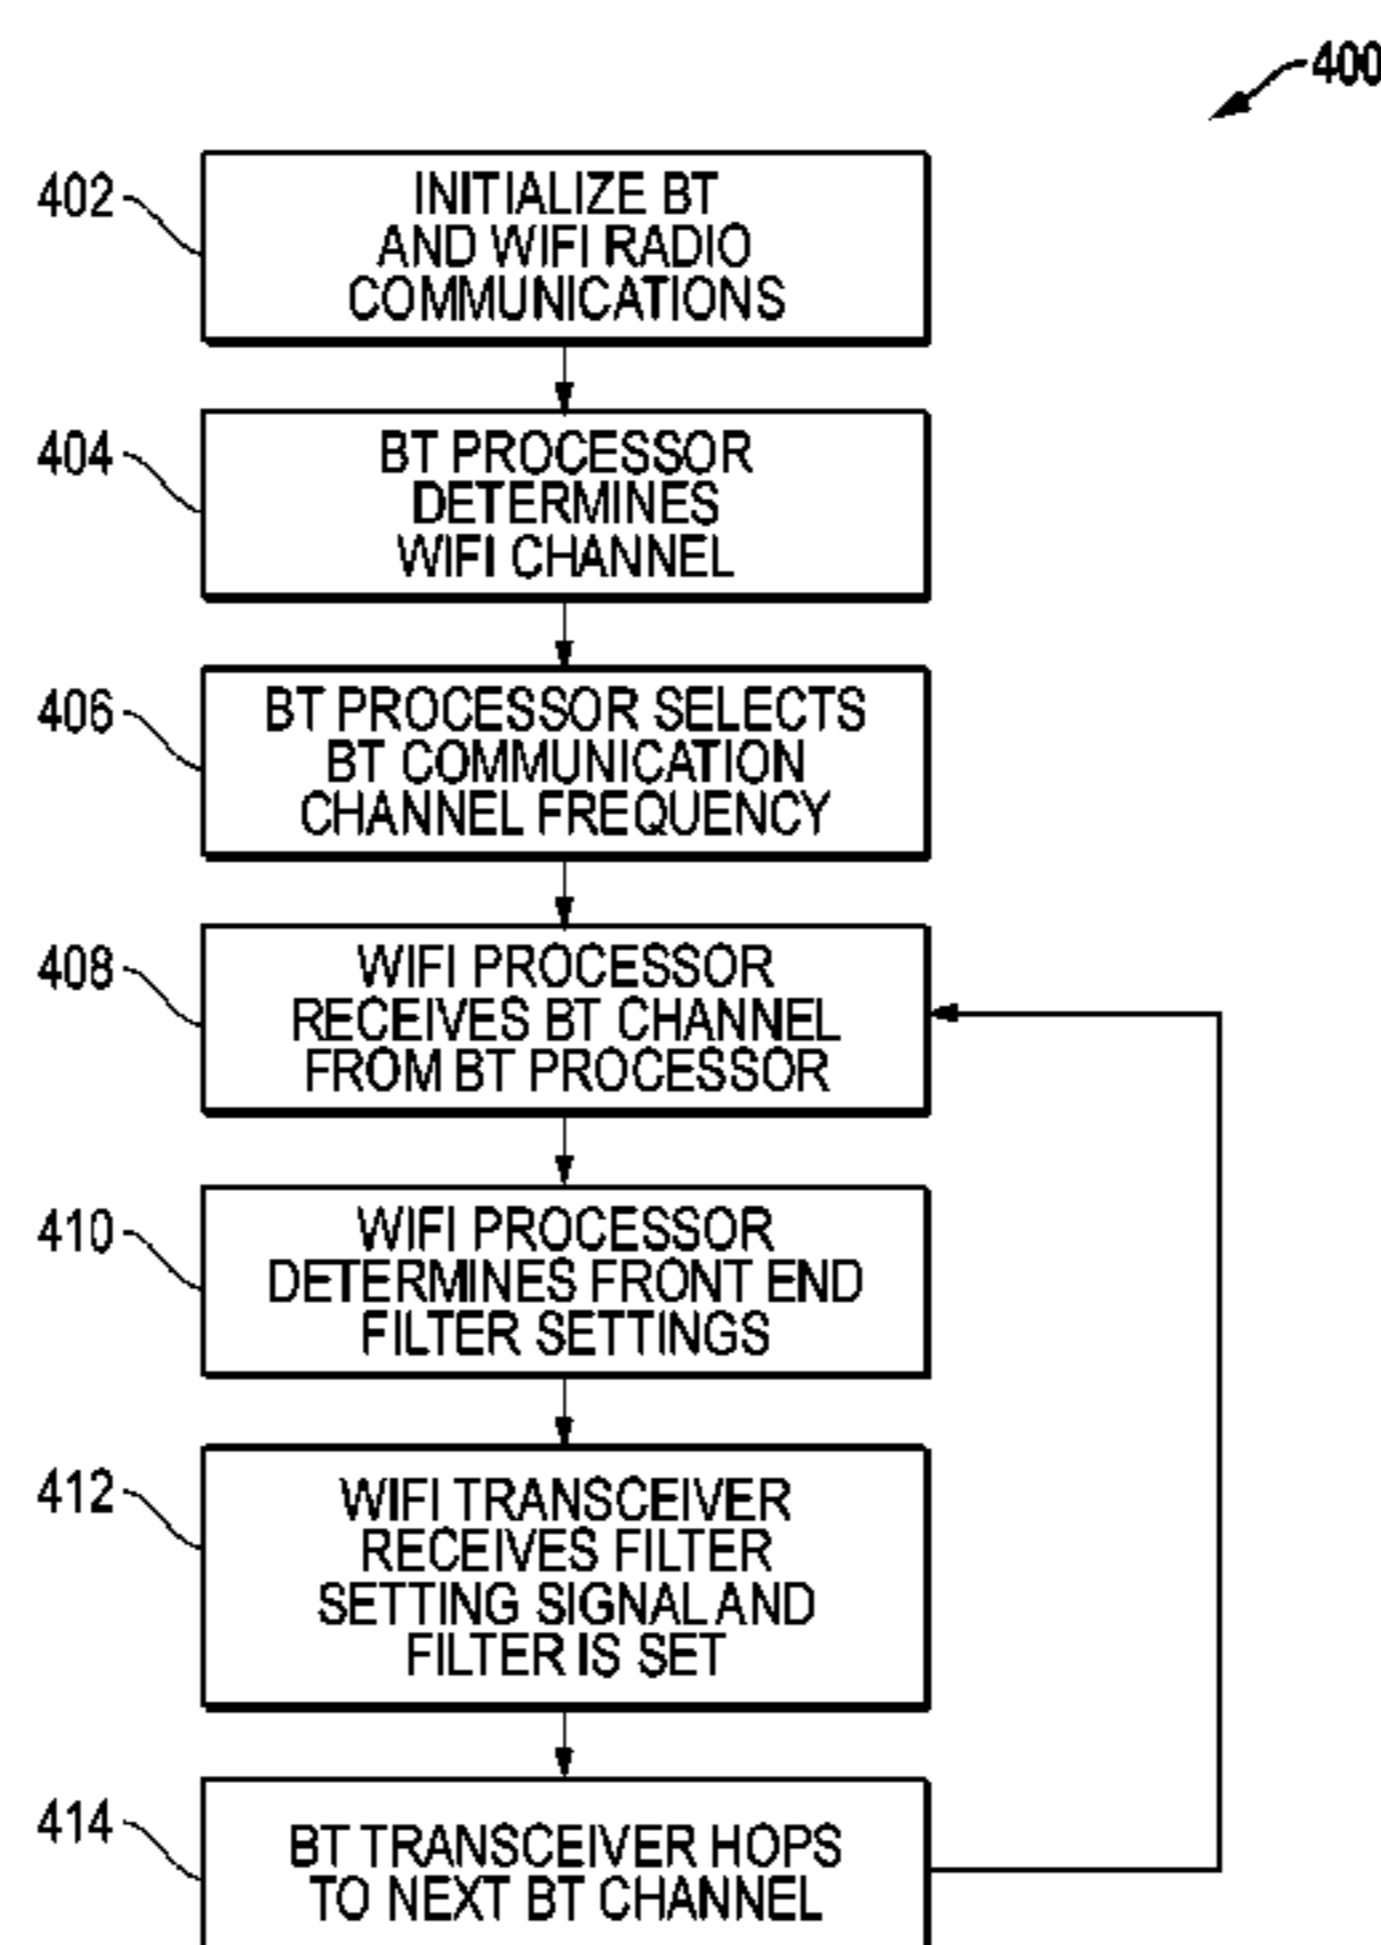 400
402
INITIALIZE BT
AND WIFI RADIO
COMMUNICATIONS
404
BT PROCESSOR
DETERMINES
WIFI CHANNEL
406
BT PROCESSOR SELECTS
BT COMMUNICATION
CHANNEL FREQUENCY
408
WIFI PROCESSOR
RECEIVES BT CHANNEL
FROM BT PROCESSOR
410
WIFI PROCESSOR
DETERMINES FRONT END
FILTER SETTINGS
412
WIFI TRANSCEIVER
RECEIVES FILTER
SETTING SIGNAL AND
FILTER IS SET
414
BT TRANSCEIVER HOPS
TO NEXT BT CHANNEL